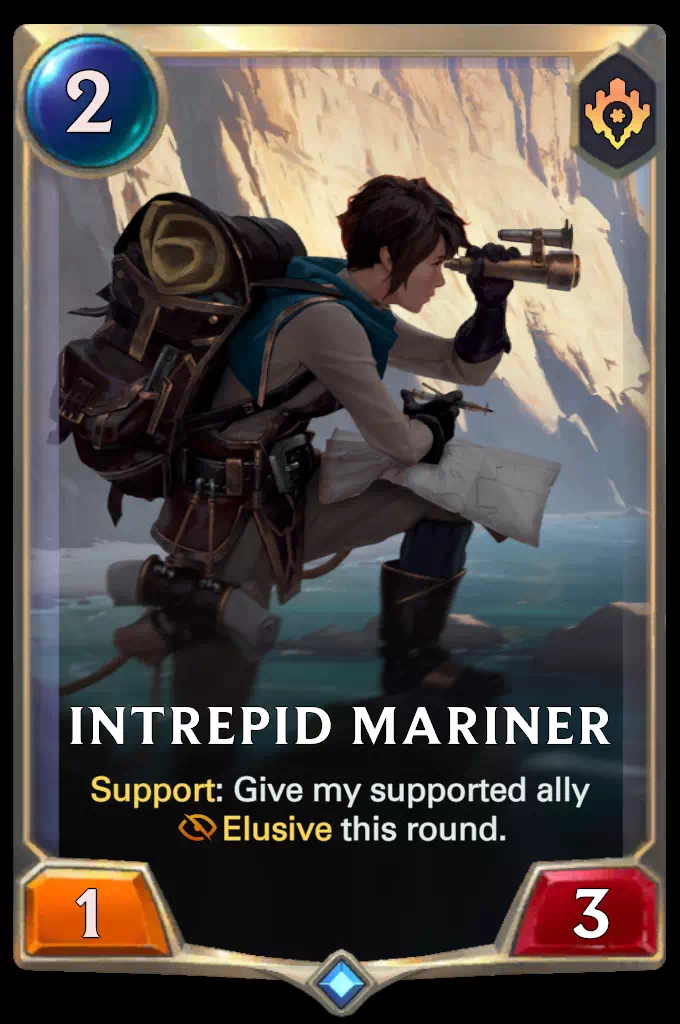 2
INTREPID MARINER
Support: Give my supported ally
Elusive this round.
1
3